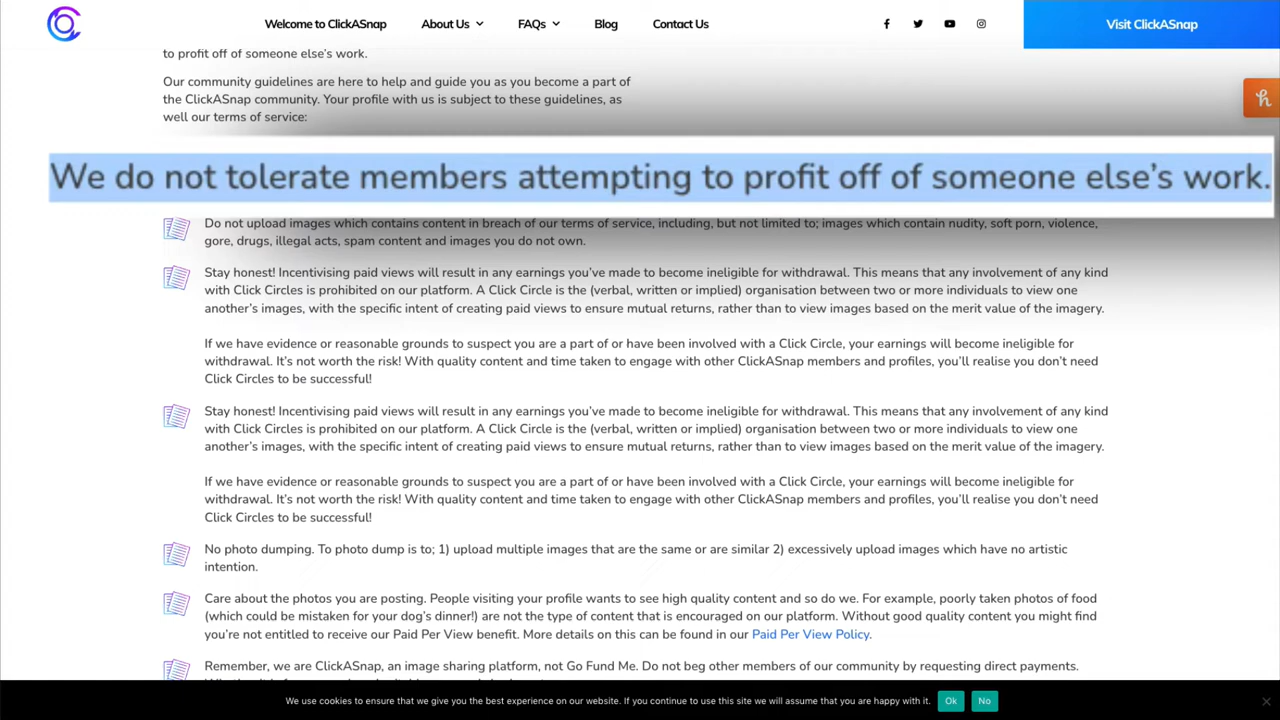 Welcome to ClickASnap
About Us
FAQs
Blog
Contact Us
Visit ClickASnap
to profit off of someone else's work.
Our community guidelines are here to help and guide you as you become a part of
the ClickASnap community. Your profile with us is subject to these guidelines, as
well our terms of service:
We do not tolerate members attempting to profit off of someone else's work.
Do not upload images which contains content in breach of our terms of service, including, but not limited to; images which contain nudity, soft porn, violence,
gore, drugs, illegal acts, spam content and images you do not own.
Stay honest! Incentivising paid views will result in any earnings you've made to become ineligible for withdrawal. This means that any involvement of any kind
with Click Circles is prohibited on our platform. A Click Circle is the (verbal, written or implied) organisation between two or more individuals to view one
another's images, with the specific intent of creating paid views to ensure mutual returns, rather than to view images based on the merit value of the imagery.
If we have evidence or reasonable grounds to suspect you are a part of or have been involved with a Click Circle, your earnings will become ineligible for
withdrawal. It's not worth the risk! With quality content and time taken to engage with other ClickASnap members and profiles, you'll realise you don't need
Click Circles to be successful!
Stay honest! Incentivising paid views will result in any earnings you've made to become ineligible for withdrawal. This means that any involvement of any kind
with Click Circles is prohibited on our platform. A Click Circle is the (verbal, written or implied) organisation between two or more individuals to view one
another's images, with the specific intent of creating paid views to ensure mutual returns, rather than to view images based on the merit value of the imagery.
If we have evidence or reasonable grounds to suspect you are a part of or have been involved with a Click Circle, your earnings will become ineligible for
withdrawal. It's not worth the risk! With quality content and time taken to engage with other ClickASnap members and profiles, you'll realise you don't need
Click Circles to be successful!
No photo dumping. To photo dump is to; 1) upload multiple images that are the same or are similar 2) excessively upload images which have no artistic
intention.
Care about the photos you are posting. People visiting your profile wants to see high quality content and so do we. For example, poorly taken photos of food
(which could be mistaken for your dog's dinner!) are not the type of content that is encouraged on our platform. Without good quality content you might find
you're not entitled to receive our Paid Per View benefit. More details on this can be found in our Paid Per View Policy.
Remember, we are ClickASnap, an image sharing platform, not Go Fund Me. Do not beg other members of our community by requesting direct payments.
We use cookies to ensure that we give you the best experience on our website. If you continue to use this site we will assume that you are happy with it.
Ok
No